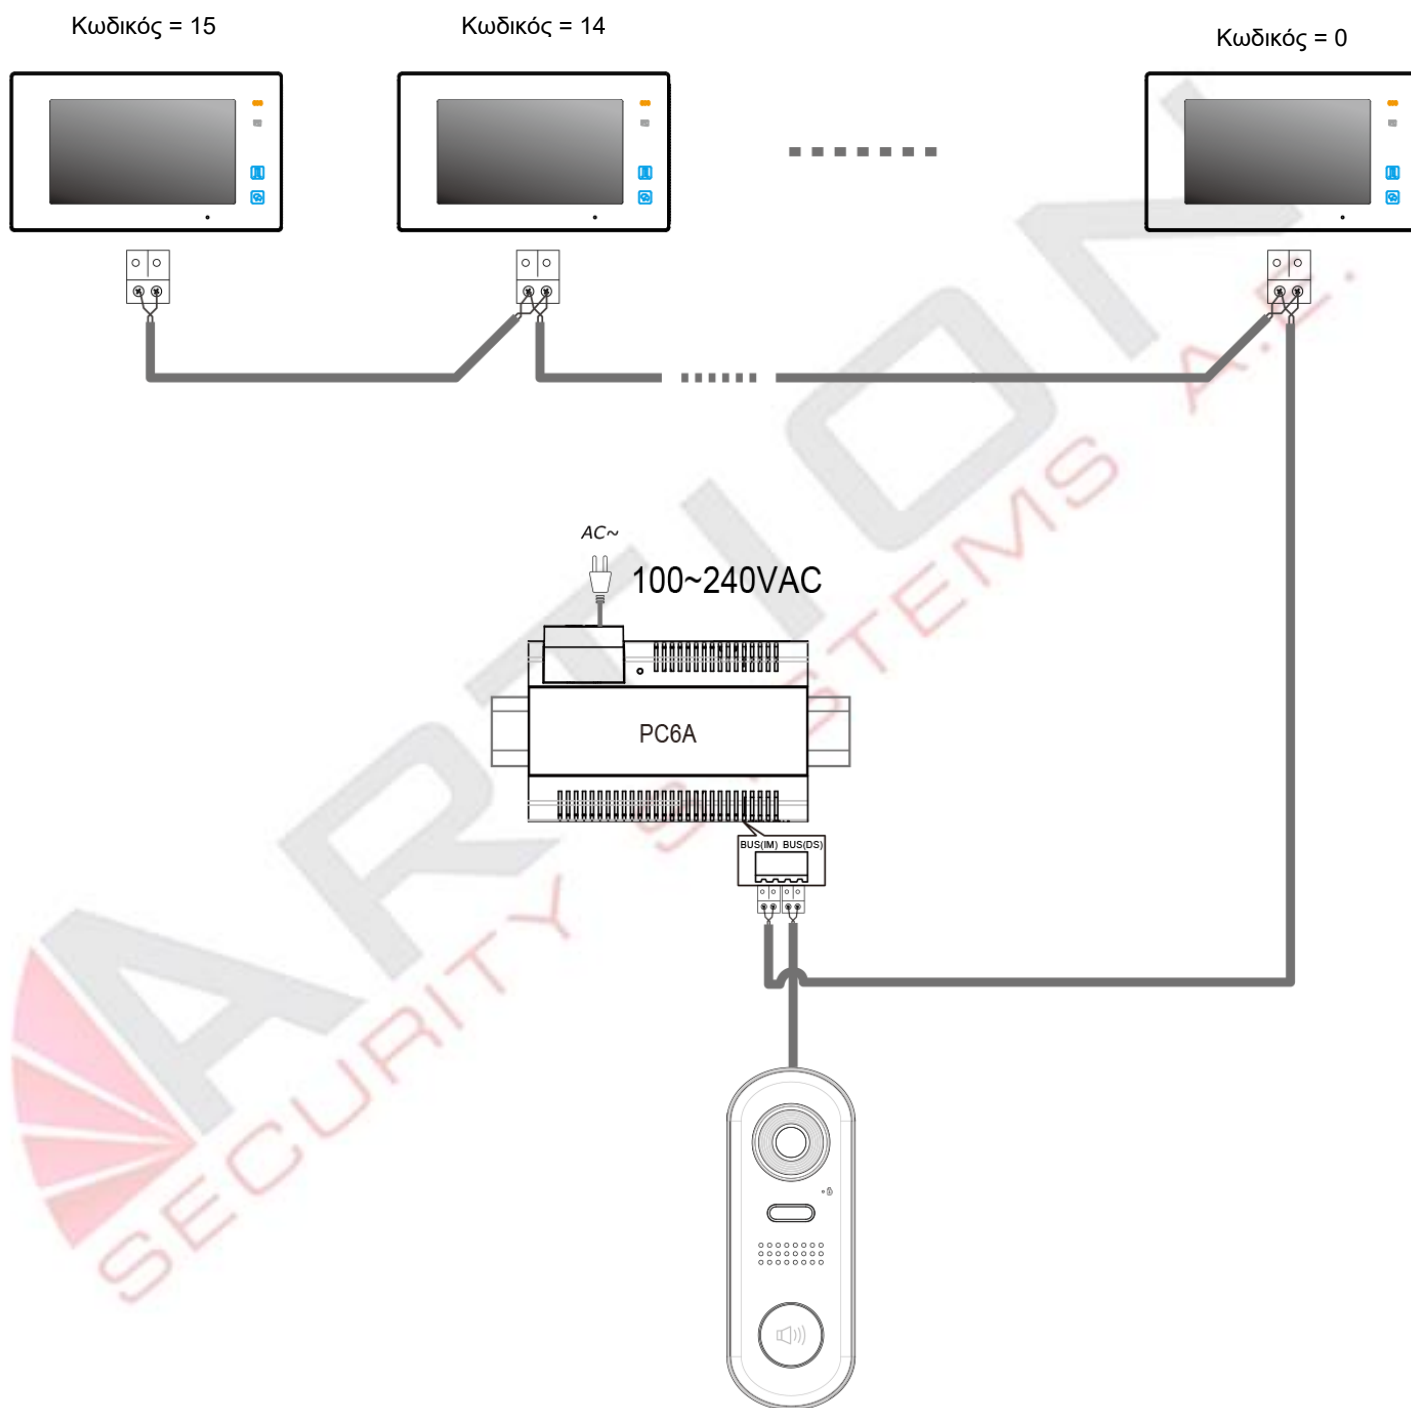 Κωδικός = 15
Κωδικός = 14
Κωδικός = 0
AC~
100~240VAC
PC6A
BUS(IM) BUS(DS)
ARTION
SECURITY SYSTEMS A.E.